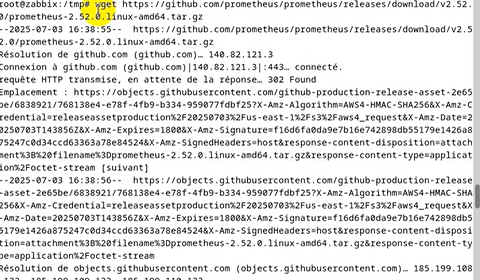 root@zabbix:/tmp# wget https://github.com/prometheus/prometheus/releases/download/v2.52.
0/prometheus-2.52.0.linux-amd64.tar.gz
--2025-07-03 16:38:55-- https://github.com/prometheus/prometheus/releases/download/v2.5
2.0/prometheus-2.52.0.linux-amd64.tar.gz
Résolution de github.com (github.com)… 140.82.121.3
Connexion à github.com (github.com)|140.82.121.3|:443… connecté.
requête HTTP transmise, en attente de la réponse… 302 Found
Emplacement : https://objects.githubusercontent.com/github-production-release-asset-2e65
be/6838921/768138e4-e78f-4fb9-b334-959077fdbf25?X-Amz-Algorithm=AWS4-HMAC-SHA256&X-Amz-C
redential=releaseassetproduction%2F20250703%2Fus-east-1%2Fs3%2Faws4_request&X-Amz-Date=2
0250703T143856Z&X-Amz-Expires=1800&X-Amz-Signature=f16d6fa0da9e7b16e742898db55179e1426a8
75247c0d34ccd63363a78e84524&X-Amz-SignedHeaders=host&response-content-disposition=attach
ment%3B%20filename%3Dprometheus-2.52.0.linux-amd64.tar.gz&response-content-type=applicat
ion%2Foctet-stream [suivant]
--2025-07-03 16:38:55-- https://objects.githubusercontent.com/github-production-release-
asset-2e65be/6838921/768138e4-e78f-4fb9-b334-959077fdbf25?X-Amz-Algorithm=AWS4-HMAC-SHA
256&X-Amz-Credential=releaseassetproduction%2F20250703%2Fus-east-1%2Fs3%2Faws4_request&X
-Amz-Date=20250703T143856Z&X-Amz-Expires=1800&X-Amz-Signature=f16d6fa0da9e7b16e742898db5
5179e1426a875247c0d34ccd63363a78e84524&X-Amz-SignedHeaders=host&response-content-disposi
tion=attachment%3B%20filename%3Dprometheus-2.52.0.linux-amd64.tar.gz&response-content-ty
pe=application%2Foctet-stream
Résolution de objects.githubusercontent.com (objects.githubusercontent.com)… 185.199.108